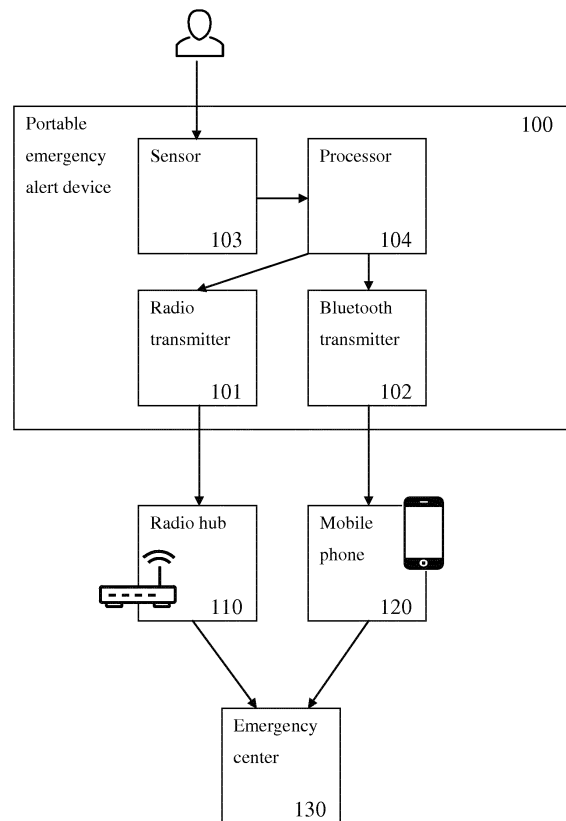 Portable
emergency
alert device
100
Sensor
103
Processor
104
Radio
transmitter
101
Bluetooth
transmitter
102
Radio hub
110
Mobile
phone
120
Emergency
center
130